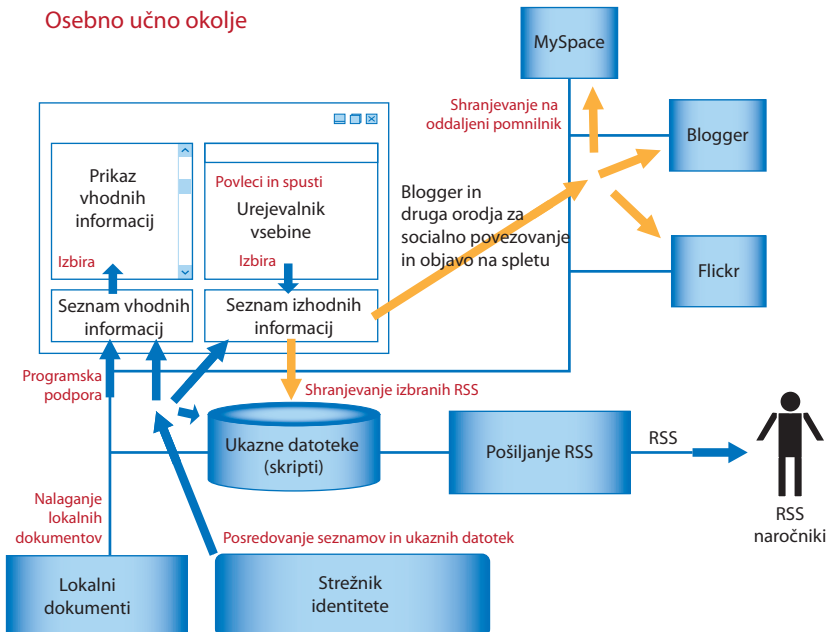 Osebno učno okolje
MySpace
Shranjevanje na
oddaljeni pomnilnik
Blogger
Prikaz
vhodnih
informacij
Izbira
Povleci in spusti
Urejevalnik
vsebine
Izbira
Blogger in
druga orodja za
socialno povezovanje
in objavo na spletu
Flickr
Seznam vhodnih
informacij
Seznam izhodnih
informacij
Programska
podpora
Shranjevanje izbranih RSS
Ukazne datoteke
(skripti)
Pošiljanje RSS
RSS
RSS
naročniki
Nalaganje
lokalnih
dokumentov
Posredovanje seznamov in ukaznih datotek
Lokalni
dokumenti
Strežnik
identitete